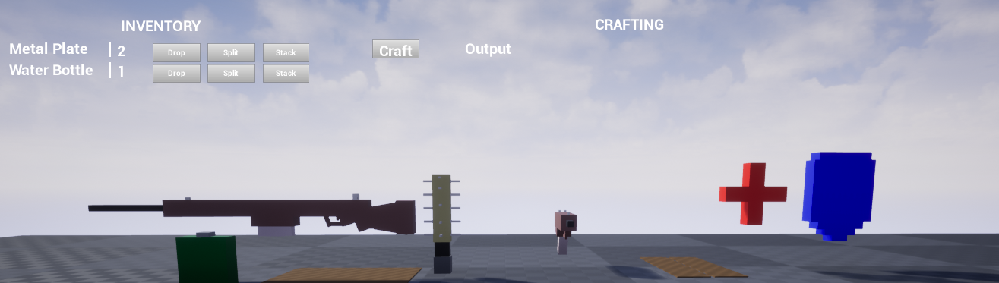 INVENTORY
CRAFTING
Metal Plate | 2 Drop Split Stack
Craft
Output
Water Bottle | 1 Drop Split Stack